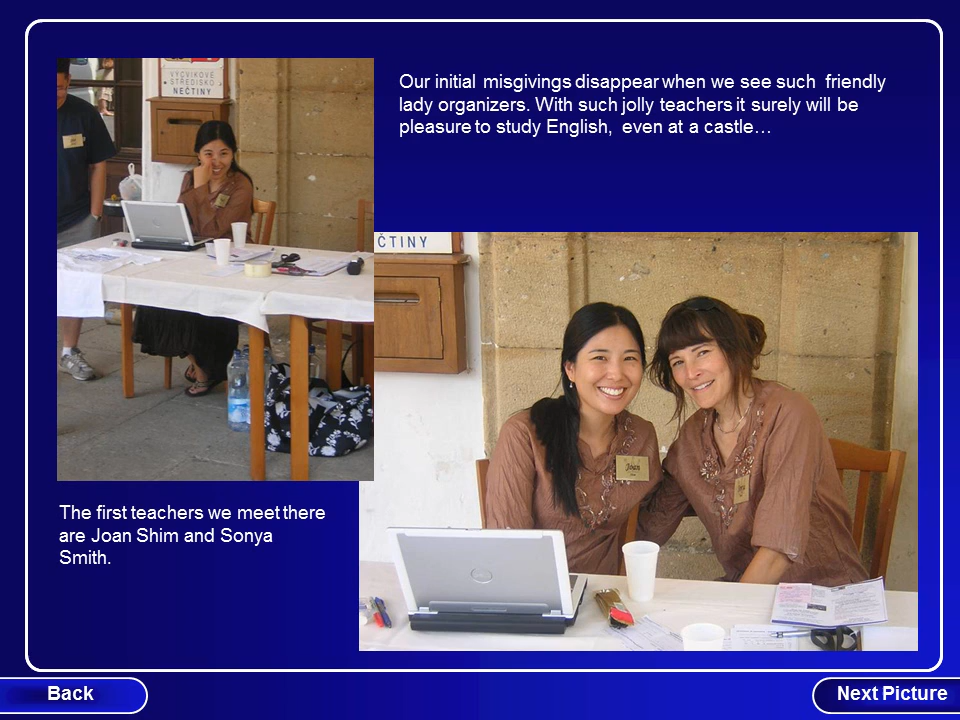 Our initial misgivings disappear when we see such friendly
lady organizers. With such jolly teachers it surely will be
pleasure to study English, even at a castle…
VÝCVIKOVÉ
STŘEDISKO
NEČTINY
ČTINY
Joan
The first teachers we meet there
are Joan Shim and Sonya
Smith.
Back
Next Picture